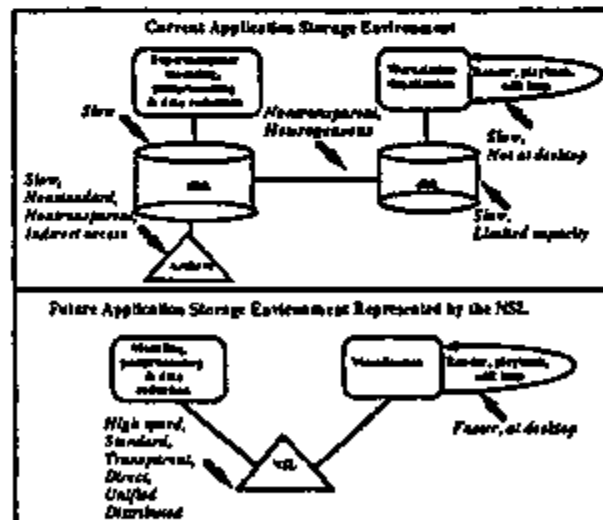 Current Application Storage Environment
Supercomputer
modeling,
postprocessing
& data reduction
Workstation
visualization
Render, playback,
edit loop
Slow
Nontransparent,
Slow,
Not at desktop
Slow,
Nonstandard,
Nontransparent,
Indirect access
Slow,
Limited capacity
Future Application Storage Environment Represented by the NSL
Modeling,
postprocessing
& data
reduction
Visualization
Render, playback,
edit loop
High speed,
Standard,
Transparent,
Direct,
Unified
Distributed
NSL
Faster, at desktop